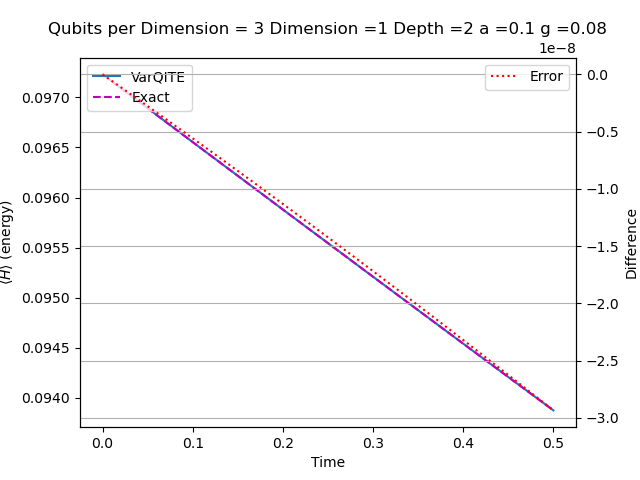 Qubits per Dimension = 3 Dimension =1 Depth =2 a =0.1 g =0.08
1e−8
VarQITE
Exact
Error
0.0970
0.0965
0.0960
0.0955
0.0950
0.0945
0.0940
⟨H⟩ (energy)
0.0
−0.5
−1.0
−1.5
−2.0
−2.5
−3.0
Difference
0.0
0.1
0.2
0.3
0.4
0.5
Time